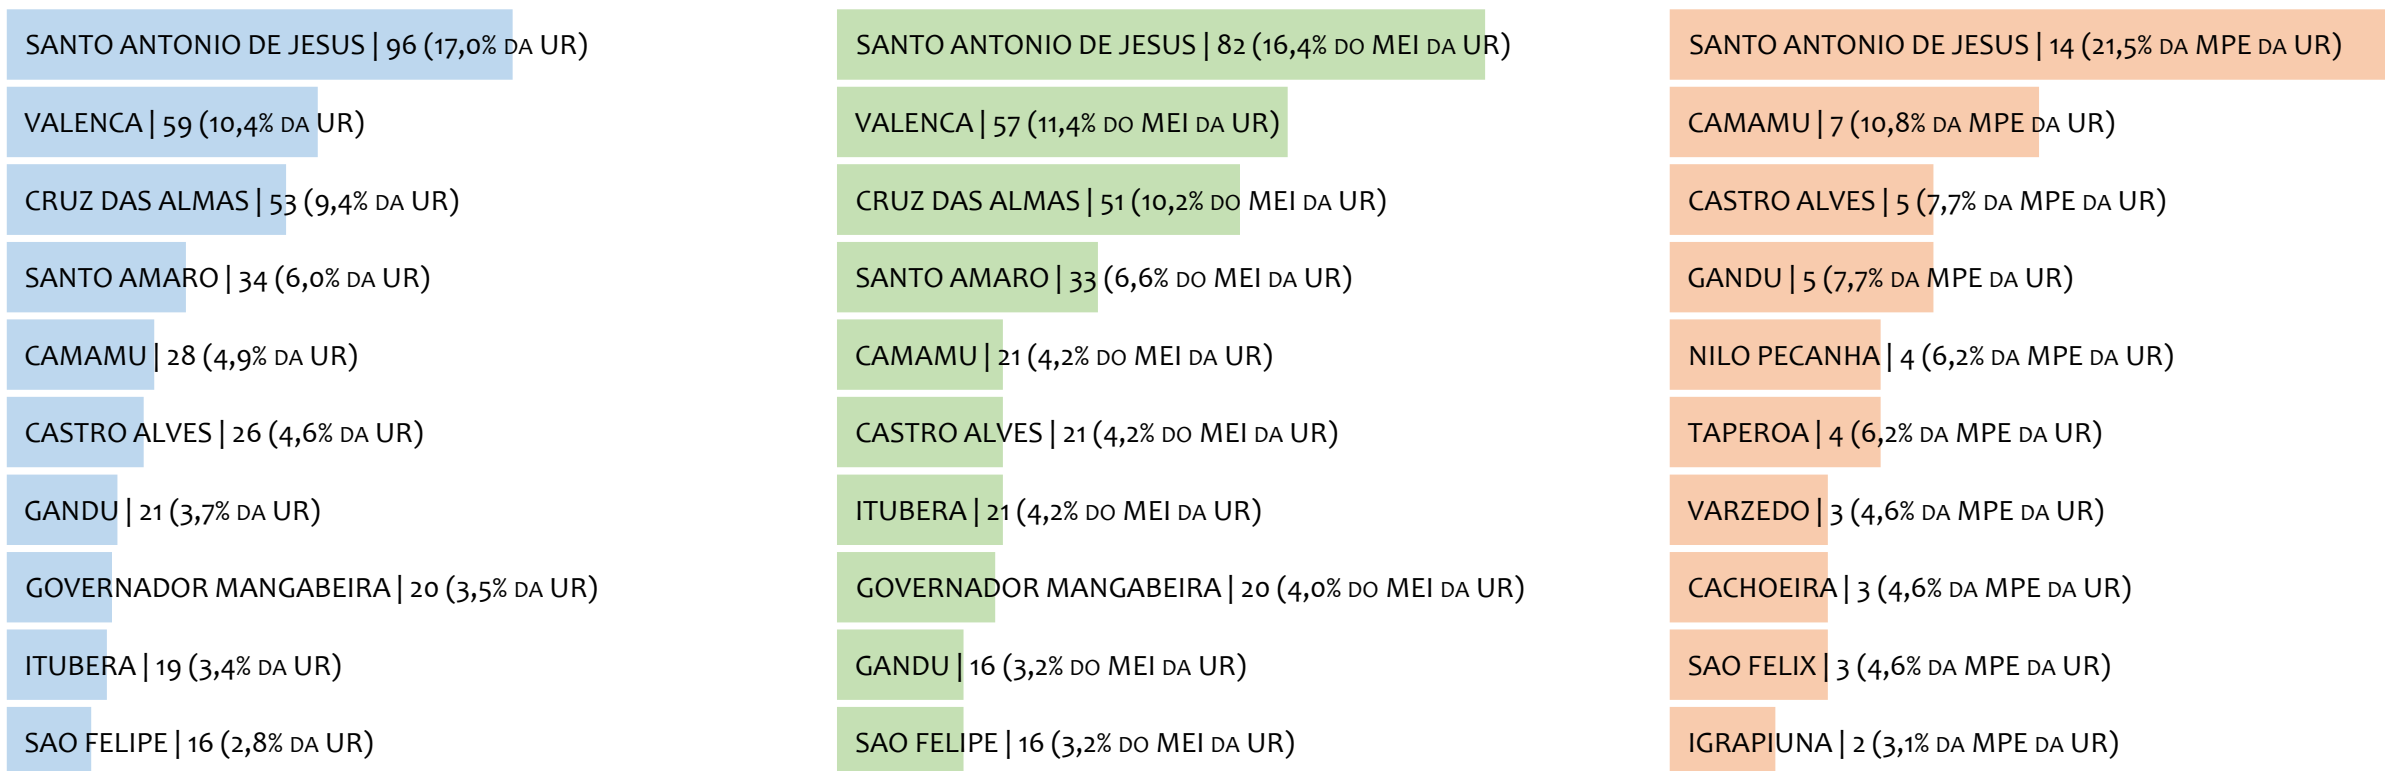 SANTO ANTONIO DE JESUS | 96 (17,0% DA UR)
VALENCA | 59 (10,4% DA UR)
CRUZ DAS ALMAS | 53 (9,4% DA UR)
SANTO AMARO | 34 (6,0% DA UR)
CAMAMU | 28 (4,9% DA UR)
CASTRO ALVES | 26 (4,6% DA UR)
GANDU | 21 (3,7% DA UR)
GOVERNADOR MANGABEIRA | 20 (3,5% DA UR)
ITUBERA | 19 (3,4% DA UR)
SAO FELIPE | 16 (2,8% DA UR)
SANTO ANTONIO DE JESUS | 82 (16,4% DO MEI DA UR)
VALENCA | 57 (11,4% DO MEI DA UR)
CRUZ DAS ALMAS | 51 (10,2% DO MEI DA UR)
SANTO AMARO | 33 (6,6% DO MEI DA UR)
CAMAMU | 21 (4,2% DO MEI DA UR)
CASTRO ALVES | 21 (4,2% DO MEI DA UR)
ITUBERA | 21 (4,2% DO MEI DA UR)
GOVERNADOR MANGABEIRA | 20 (4,0% DO MEI DA UR)
GANDU | 16 (3,2% DO MEI DA UR)
SAO FELIPE | 16 (3,2% DO MEI DA UR)
SANTO ANTONIO DE JESUS | 14 (21,5% DA MPE DA UR)
CAMAMU | 7 (10,8% DA MPE DA UR)
CASTRO ALVES | 5 (7,7% DA MPE DA UR)
GANDU | 5 (7,7% DA MPE DA UR)
NILO PECANHA | 4 (6,2% DA MPE DA UR)
TAPEROA | 4 (6,2% DA MPE DA UR)
VARZEDO | 3 (4,6% DA MPE DA UR)
CACHOEIRA | 3 (4,6% DA MPE DA UR)
SAO FELIX | 3 (4,6% DA MPE DA UR)
IGRAPIUNA | 2 (3,1% DA MPE DA UR)